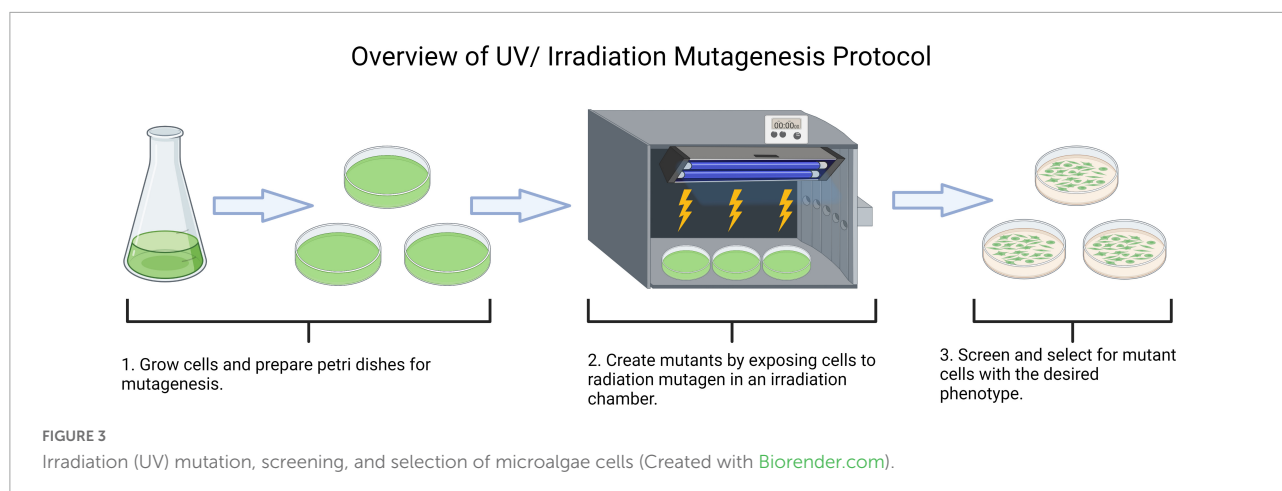 Overview of UV/ Irradiation Mutagenesis Protocol
00:00
1. Grow cells and prepare petri dishes for
mutagenesis.
2. Create mutants by exposing cells to
radiation mutagen in an irradiation
chamber.
3. Screen and select for mutant
cells with the desired
phenotype.
FIGURE 3
Irradiation (UV) mutation, screening, and selection of microalgae cells (Created with Biorender.com).